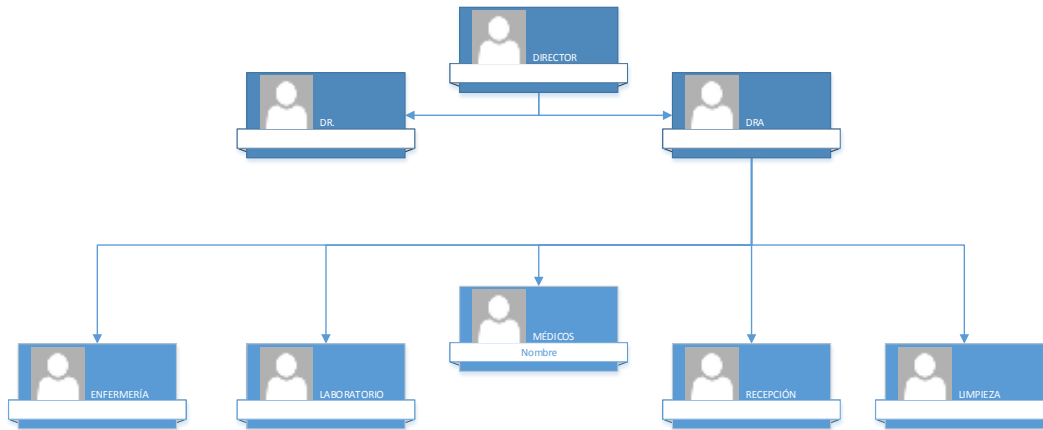 DIRECTOR
DR.
DRA
MÉDICOS
Nombre
ENFERMERÍA
LABORATORIO
RECEPCIÓN
LIMPIEZA